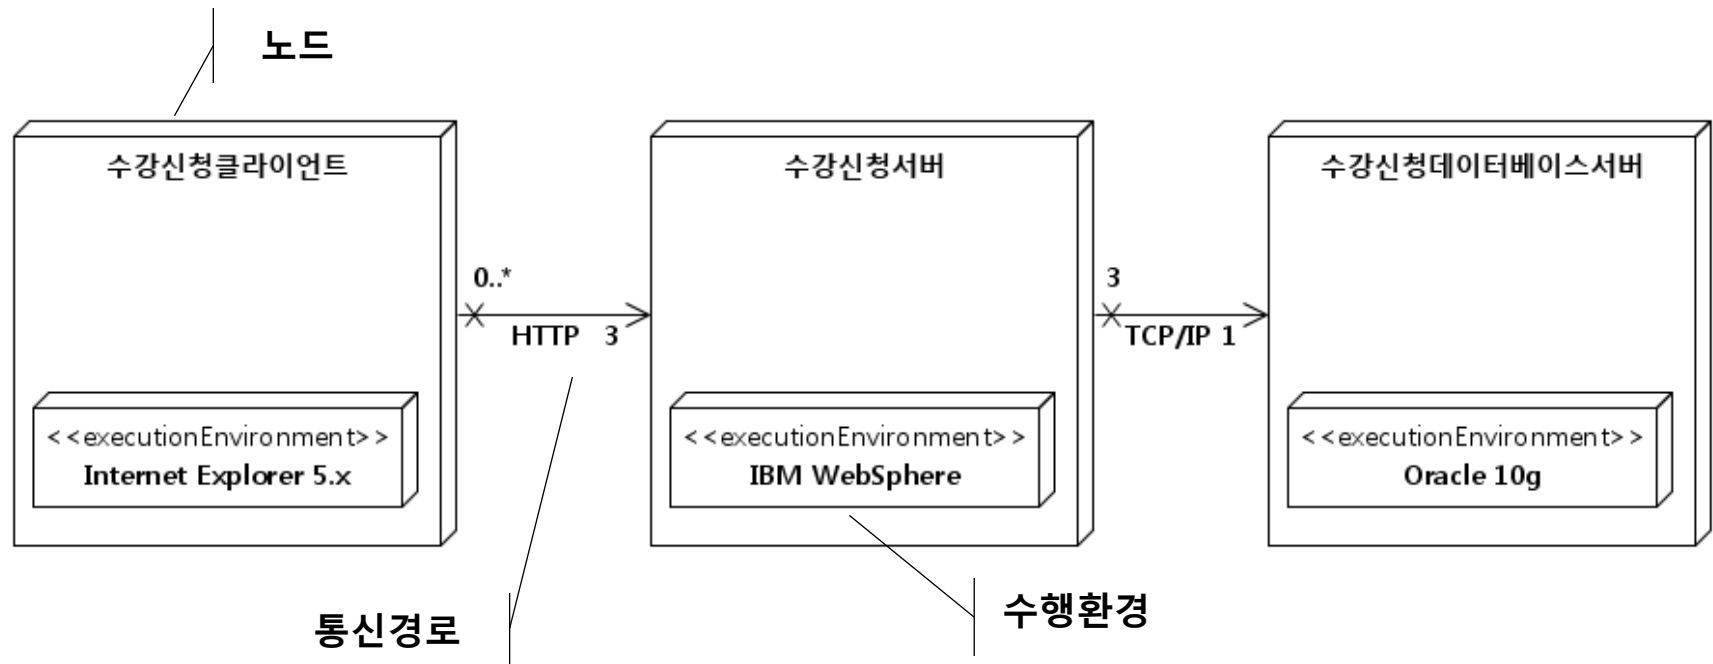 노드
수강신청클라이언트
수강신청서버
수강신청데이터베이스서버
0..*
HTTP 3
3
TCP/IP 1
<<executionEnvironment>>
Internet Explorer 5.x
<<executionEnvironment>>
IBM WebSphere
<<executionEnvironment>>
Oracle 10g
통신경로
수행환경